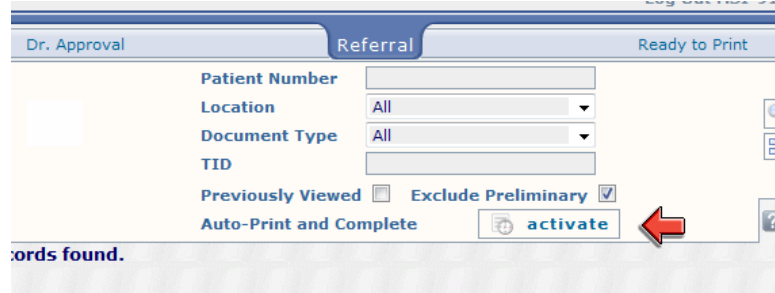 Dr. Approval Referral Ready to Print
Patient Number
Location All
Document Type All
TID
Previously Viewed Exclude Preliminary
Auto-Print and Complete activate
cords found.